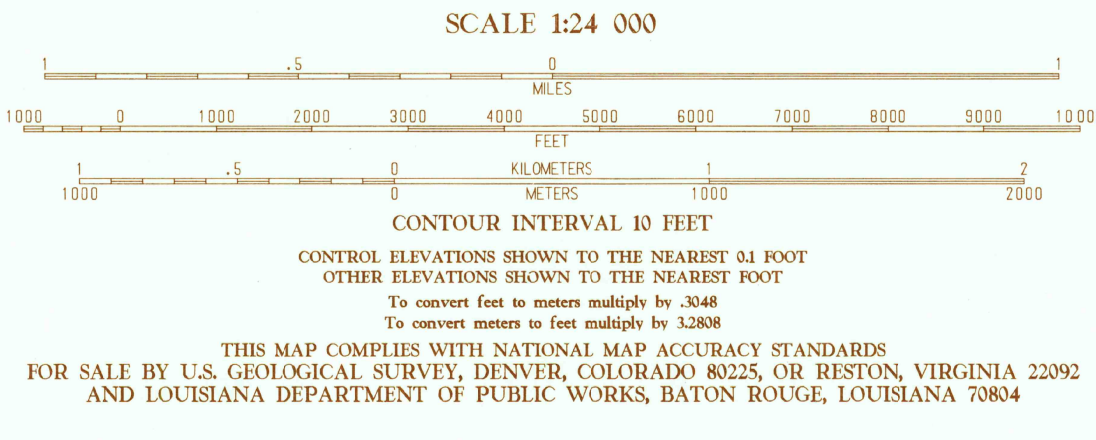 SCALE 1:24 000
1 .5 0 1
MILES
1000 0 1000 2000 3000 4000 5000 6000 7000 8000 9000 10 00
FEET
1 .5 0 KILOMETERS 1 2
1000 0 METERS 1000 2000
CONTOUR INTERVAL 10 FEET
CONTROL ELEVATIONS SHOWN TO THE NEAREST 0.1 FOOT
OTHER ELEVATIONS SHOWN TO THE NEAREST FOOT
To convert feet to meters multiply by .3048
To convert meters to feet multiply by 3.2808
THIS MAP COMPLIES WITH NATIONAL MAP ACCURACY STANDARDS
FOR SALE BY U.S. GEOLOGICAL SURVEY, DENVER, COLORADO 80225, OR RESTON, VIRGINIA 22092
AND LOUISIANA DEPARTMENT OF PUBLIC WORKS, BATON ROUGE, LOUISIANA 70804